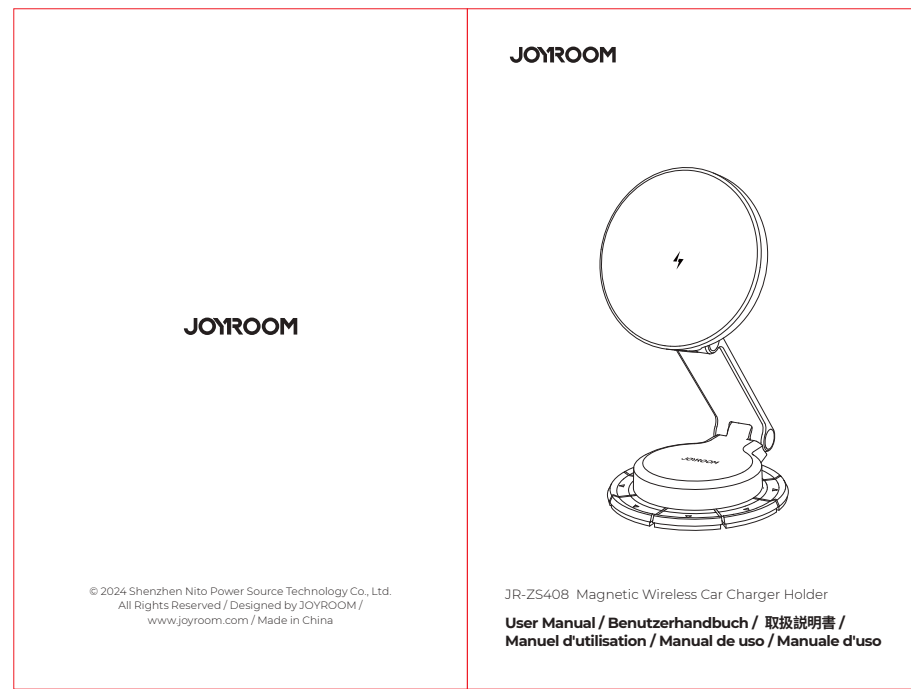 JOYROOM
© 2024 Shenzhen Nito Power Source Technology Co., Ltd.
All Rights Reserved / Designed by JOYROOM /
www.joyroom.com / Made in China
JOYROOM
JOYROOM
JR-ZS408 Magnetic Wireless Car Charger Holder
User Manual / Benutzerhandbuch / 取扱説明書 /
Manuel d'utilisation / Manual de uso / Manuale d'uso